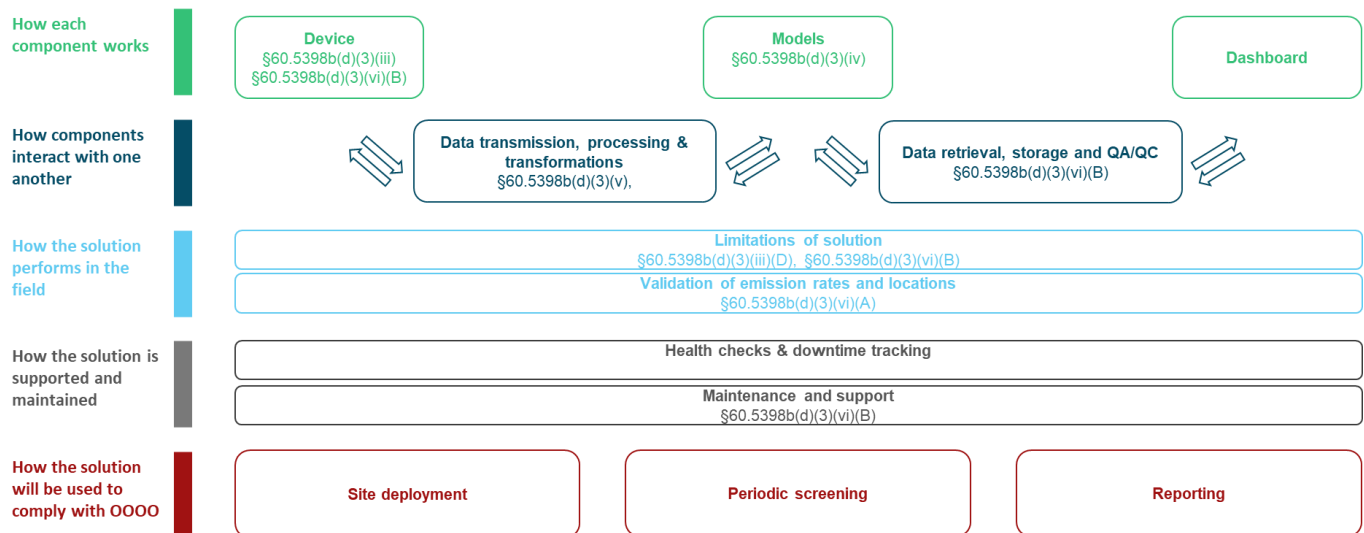 How each
component works
Device
§60.5398b(d)(3)(iii)
§60.5398b(d)(3)(vi)(B)
Models
§60.5398b(d)(3)(iv)
Dashboard
How components
interact with one
another
Data transmission, processing &
transformations
§60.5398b(d)(3)(v),
Data retrieval, storage and QA/QC
§60.5398b(d)(3)(vi)(B)
How the solution
performs in the
field
Limitations of solution
§60.5398b(d)(3)(iii)(D), §60.5398b(d)(3)(vi)(B)
Validation of emission rates and locations
§60.5398b(d)(3)(vi)(A)
How the solution is
supported and
maintained
Health checks & downtime tracking
Maintenance and support
§60.5398b(d)(3)(vi)(B)
How the solution
will be used to
comply with OOOO
Site deployment
Periodic screening
Reporting